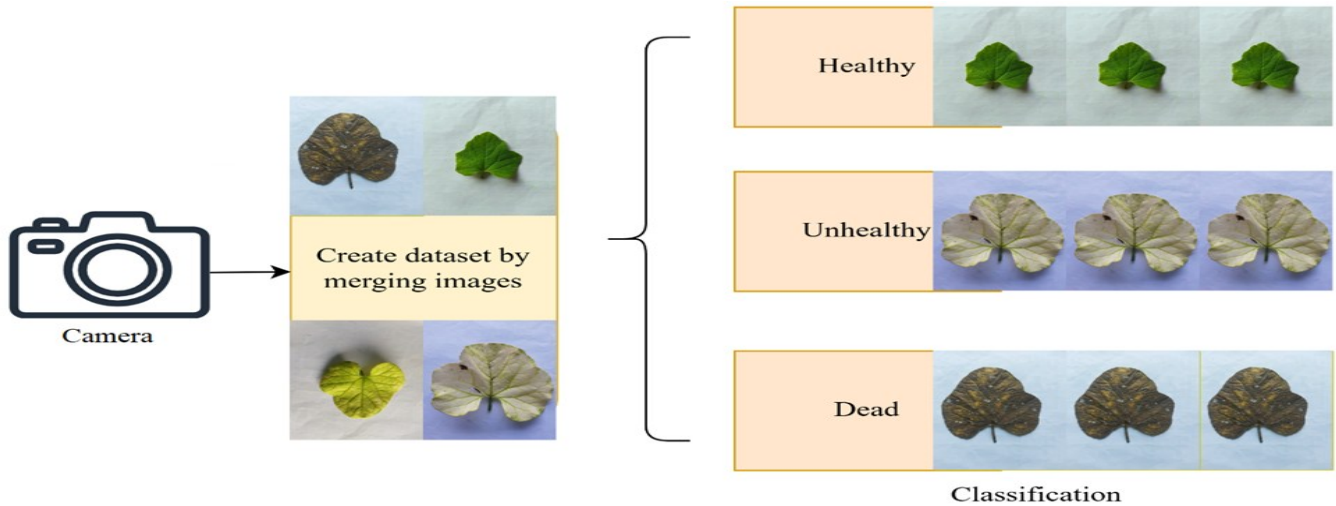 Camera
Create dataset by
merging images
Healthy
Unhealthy
Dead
Classification